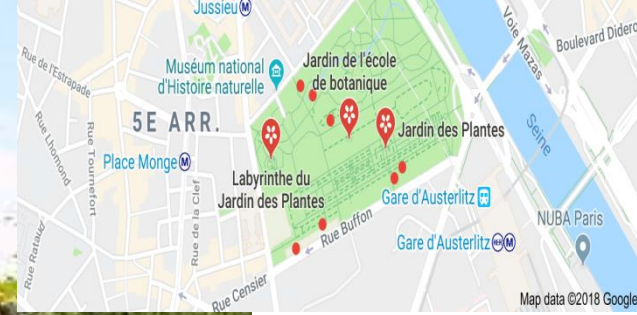 Jussieu M
Voie Mazas
Boulevard Didero
Rue de l'Estrapade
Muséum national
d'Histoire naturelle
Jardin de l'école
de botanique
5E ARR.
Jardin des Plantes
Seine
Rue Lhomond
Rue Tournefort
Place Monge M
Rue de la Clef
Labyrinthe du
Jardin des Plantes
Gare d'Austerlitz
NUBA Paris
Rue Buffon
Gare d'Austerlitz RER M
Rue Rataud
Rue Censier
Map data ©2018 Google